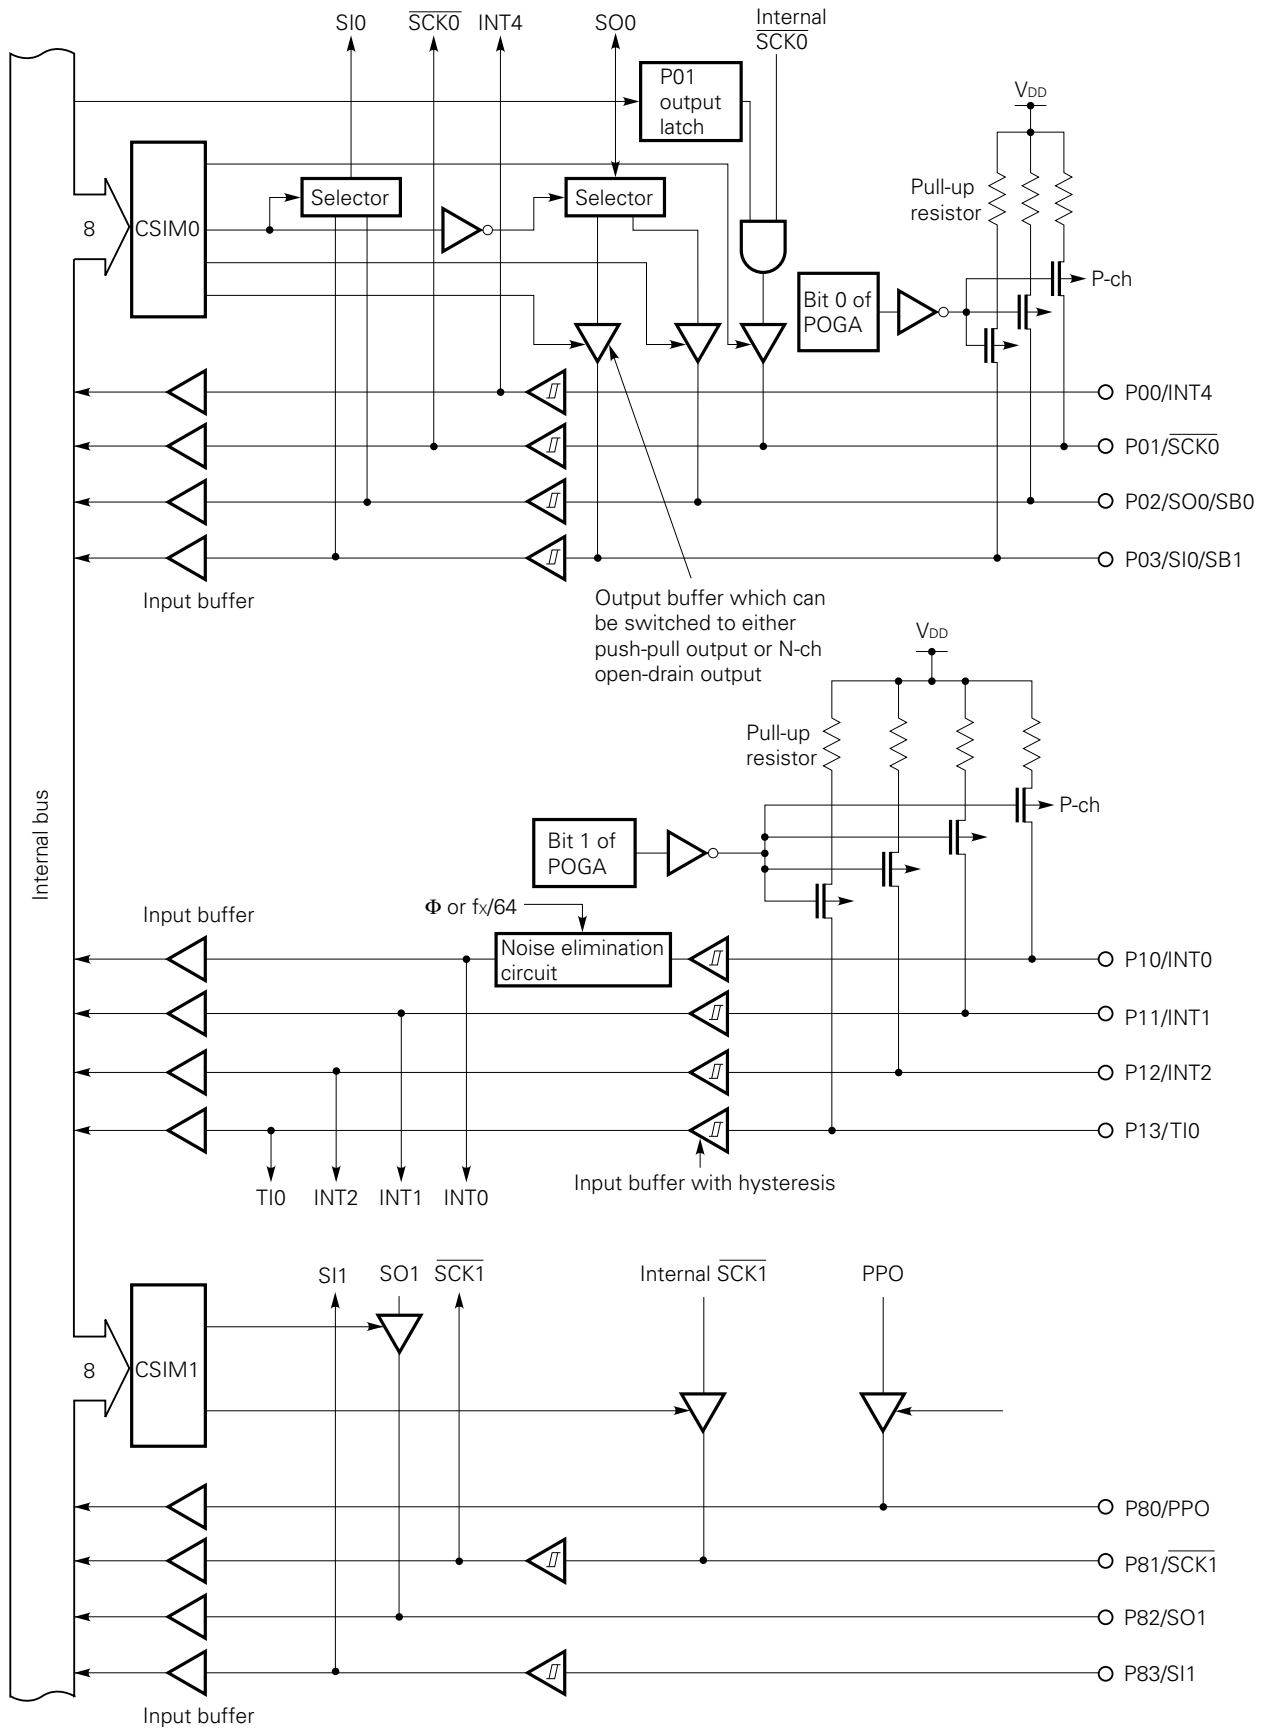 SI0
SCK0
INT4
SO0
Internal
SCK0
P01
output
latch
VDD
Pull-up
resistor
8
CSIM0
Selector
Selector
P-ch
Bit 0 of
POGA
P00/INT4
P01/SCK0
P02/SO0/SB0
P03/SI0/SB1
Input buffer
Output buffer which can
be switched to either
push-pull output or N-ch
open-drain output
VDD
Pull-up
resistor
Internal bus
P-ch
Bit 1 of
POGA
Input buffer
Φ or fX/64
Noise elimination
circuit
P10/INT0
P11/INT1
P12/INT2
P13/TI0
TI0
INT2
INT1
INT0
Input buffer with hysteresis
SI1
SO1
SCK1
Internal SCK1
PPO
8
CSIM1
P80/PPO
P81/SCK1
P82/SO1
P83/SI1
Input buffer